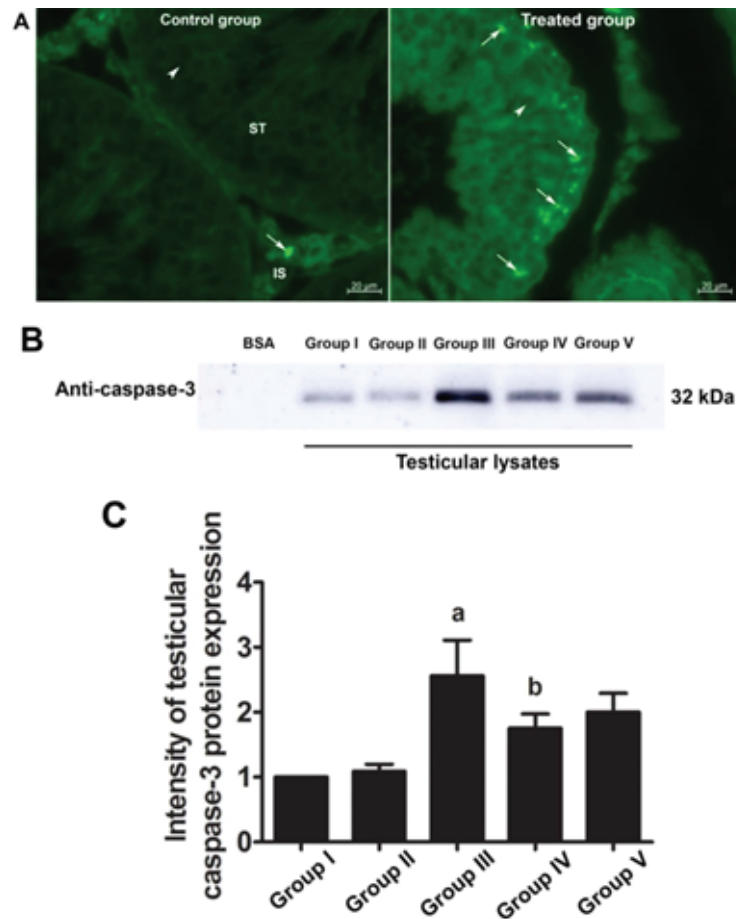 A
Control group
Treated group
ST
IS
20 µm
20 µm
B
BSA Group I Group II Group III Group IV Group V
Anti-caspase-3
32 kDa
Testicular lysates
C
Intensity of testicular
caspase-3 protein expression
4
3
2
1
0
a
b
Group I
Group II
Group III
Group IV
Group V